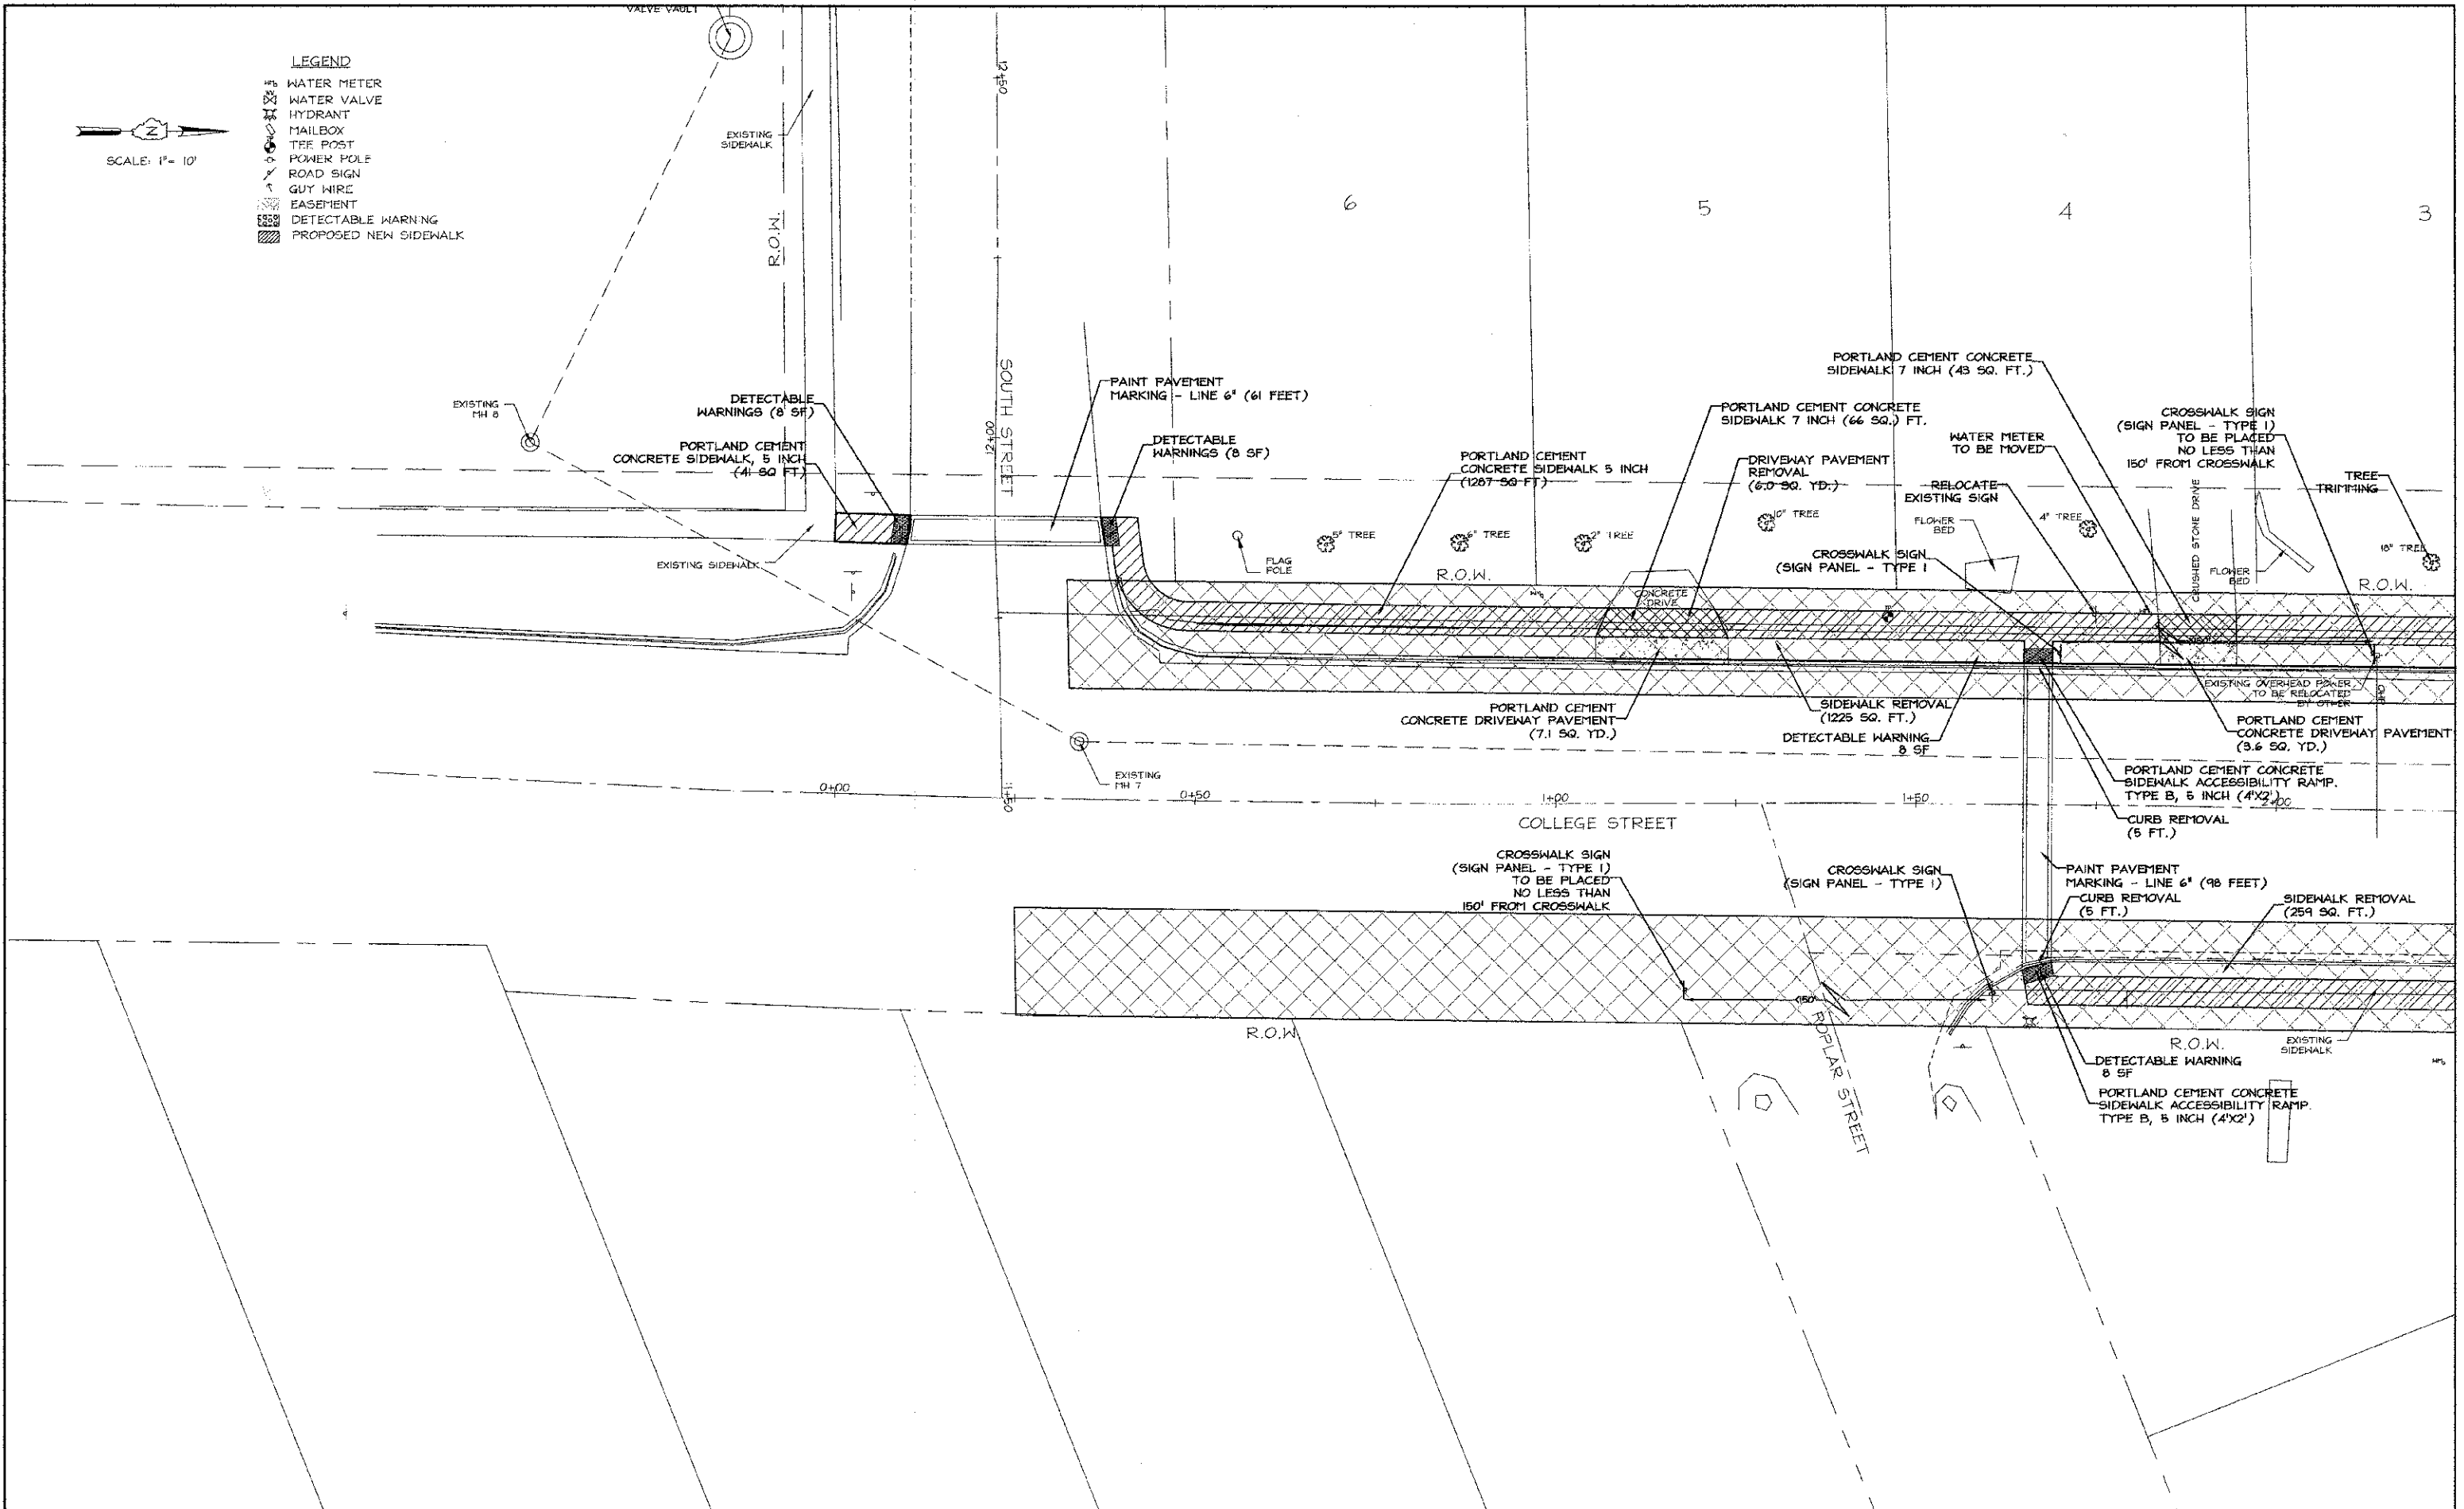 VALVE VAULT
LEGEND
WATER METER
WATER VALVE
HYDRANT
MAILBOX
TEE POST
POWER POLE
ROAD SIGN
GUY WIRE
EASEMENT
DETECTABLE WARNING
PROPOSED NEW SIDEWALK
Z
SCALE: 1"= 10'
EXISTING
SIDEWALK
R.O.W.
12+50
6
5
4
3
SOUTH STREET
12+00
11+50
EXISTING
MH 8
DETECTABLE
WARNINGS (8 SF)
PORTLAND CEMENT
CONCRETE SIDEWALK, 5 INCH
(41 SQ FT)
PAINT PAVEMENT
MARKING - LINE 6" (61 FEET)
DETECTABLE
WARNINGS (8 SF)
EXISTING SIDEWALK
FLAG
POLE
5" TREE
6" TREE
2" TREE
10" TREE
4" TREE
18" TREE
PORTLAND CEMENT
CONCRETE SIDEWALK 5 INCH
(1287 SQ FT)
PORTLAND CEMENT CONCRETE
SIDEWALK 7 INCH (66 SQ.) FT.
DRIVEWAY PAVEMENT
REMOVAL
(6.0 SQ. YD.)
PORTLAND CEMENT CONCRETE
SIDEWALK 7 INCH (43 SQ. FT.)
WATER METER
TO BE MOVED
RELOCATE
EXISTING SIGN
FLOWER
BED
CROSSWALK SIGN
(SIGN PANEL - TYPE 1
CROSSWALK SIGN
(SIGN PANEL - TYPE 1)
TO BE PLACED
NO LESS THAN
150' FROM CROSSWALK
TREE
TRIMMING
CRUSHED STONE DRIVE
FLOWER
BED
R.O.W.
R.O.W.
CONCRETE
DRIVE
PORTLAND CEMENT
CONCRETE DRIVEWAY PAVEMENT
(7.1 SQ. YD.)
SIDEWALK REMOVAL
(1225 SQ. FT.)
DETECTABLE WARNING
8 SF
EXISTING OVERHEAD POWER
TO BE RELOCATED
BY OTHER
OHP
PORTLAND CEMENT
CONCRETE DRIVEWAY PAVEMENT
(3.6 SQ. YD.)
PORTLAND CEMENT CONCRETE
SIDEWALK ACCESSIBILITY RAMP.
TYPE B, 5 INCH (4'X2')
CURB REMOVAL
(5 FT.)
EXISTING
MH 7
0+00
0+50
1+00
1+50
2+00
COLLEGE STREET
CROSSWALK SIGN
(SIGN PANEL - TYPE 1)
TO BE PLACED
NO LESS THAN
150' FROM CROSSWALK
CROSSWALK SIGN
(SIGN PANEL - TYPE 1)
PAINT PAVEMENT
MARKING - LINE 6" (98 FEET)
CURB REMOVAL
(5 FT.)
SIDEWALK REMOVAL
(259 SQ. FT.)
150'
POPLAR STREET
R.O.W.
R.O.W.
EXISTING
SIDEWALK
DETECTABLE WARNING
8 SF
PORTLAND CEMENT CONCRETE
SIDEWALK ACCESSIBILITY RAMP.
TYPE B, 5 INCH (4'X2')